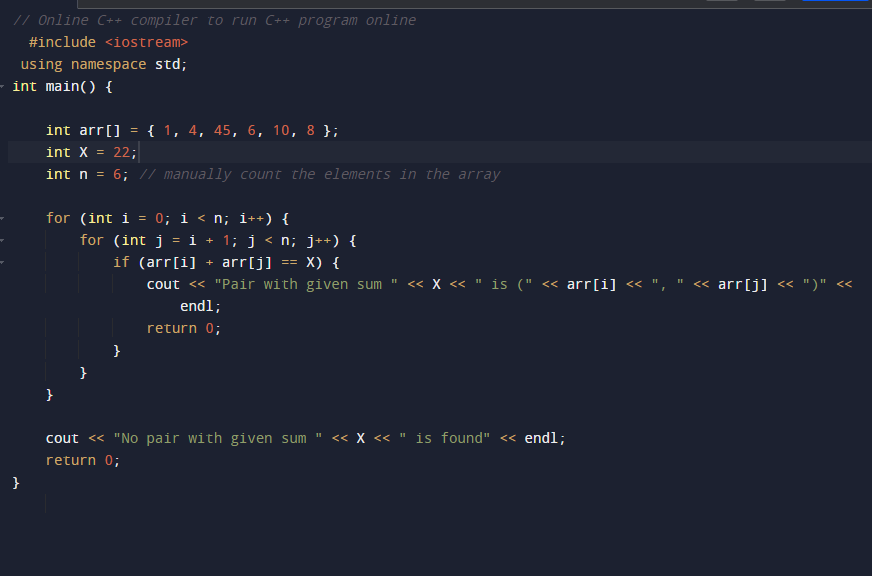 // Online C++ compiler to run C++ program online
#include <iostream>
using namespace std;
int main() {
int arr[] = { 1, 4, 45, 6, 10, 8 };
int X = 22;
int n = 6; // manually count the elements in the array
for (int i = 0; i < n; i++) {
for (int j = i + 1; j < n; j++) {
if (arr[i] + arr[j] == X) {
cout << "Pair with given sum " << X << " is (" << arr[i] << ", " << arr[j] << ")" <<
endl;
return 0;
}
}
}
cout << "No pair with given sum " << X << " is found" << endl;
return 0;
}